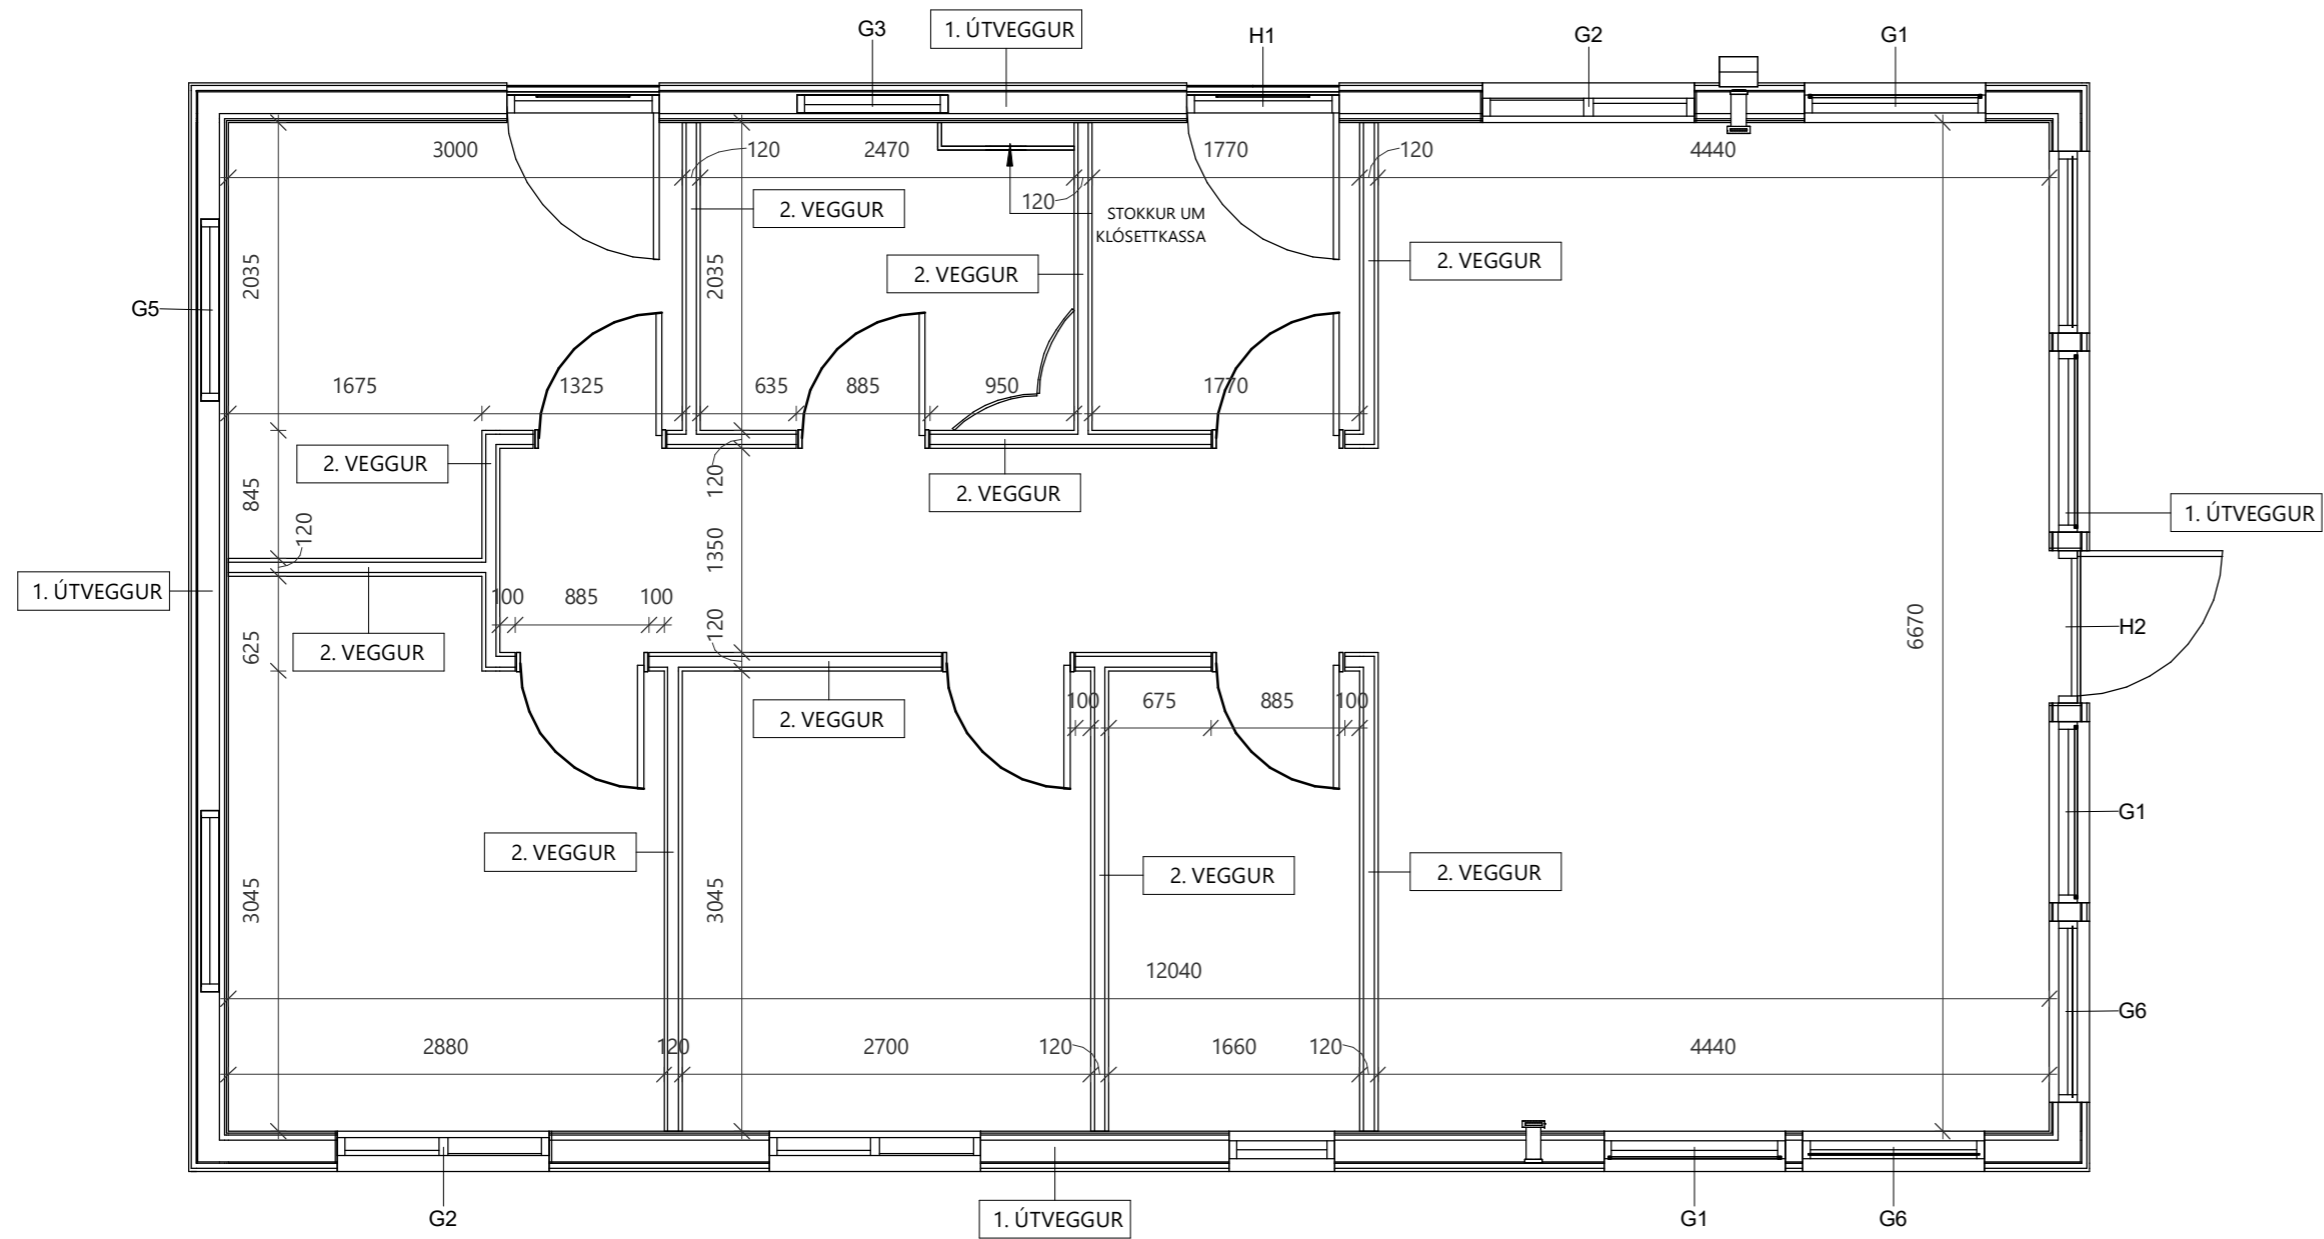 G3
1. ÚTVEGGUR
H1
G2
G1
3000
120
2470
1770
120
4440
2. VEGGUR
120
STOKKUR UM
KLÓSETTKASSA
2. VEGGUR
2. VEGGUR
2035
2035
G5
1675
1325
635
885
950
1770
2. VEGGUR
845
120
120
2. VEGGUR
1350
1. ÚTVEGGUR
1. ÚTVEGGUR
100
885
100
120
625
2. VEGGUR
6670
H2
2. VEGGUR
100
675
885
100
G1
2. VEGGUR
2. VEGGUR
2. VEGGUR
3045
3045
12040
G6
2880
120
2700
120
1660
120
4440
G2
1. ÚTVEGGUR
G1
G6